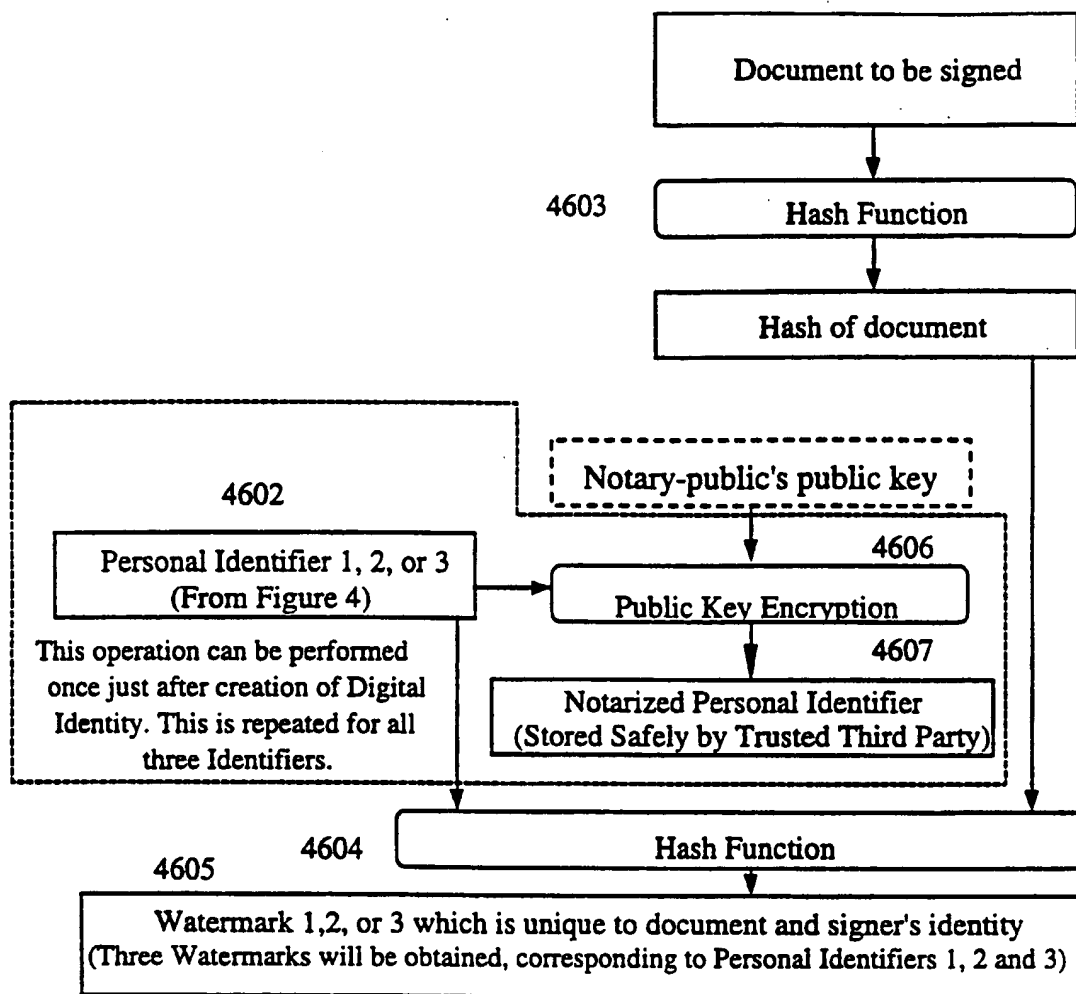 Document to be signed
4603
Hash Function
Hash of document
Notary-public's public key
4602
4606
Personal Identifier 1, 2, or 3
(From Figure 4)
Public Key Encryption
This operation can be performed
once just after creation of Digital
Identity. This is repeated for all
three Identifiers.
4607
Notarized Personal Identifier
(Stored Safely by Trusted Third Party)
4604
Hash Function
4605
Watermark 1,2, or 3 which is unique to document and signer's identity
(Three Watermarks will be obtained, corresponding to Personal Identifiers 1, 2 and 3)